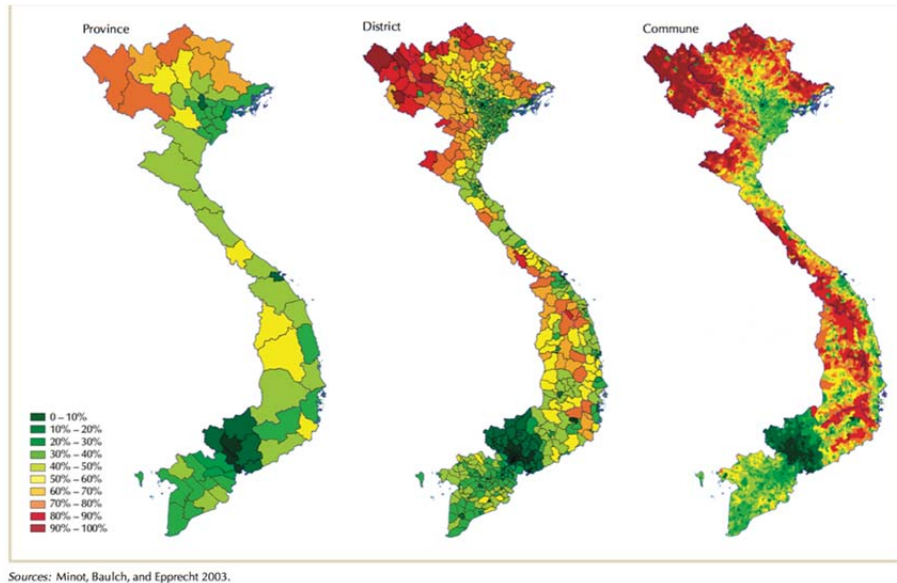 Province
District
Commune
0 – 10%
10% – 20%
20% – 30%
30% – 40%
40% – 50%
50% – 60%
60% – 70%
70% – 80%
80% – 90%
90% – 100%
Sources: Minot, Baulch, and Epprecht 2003.